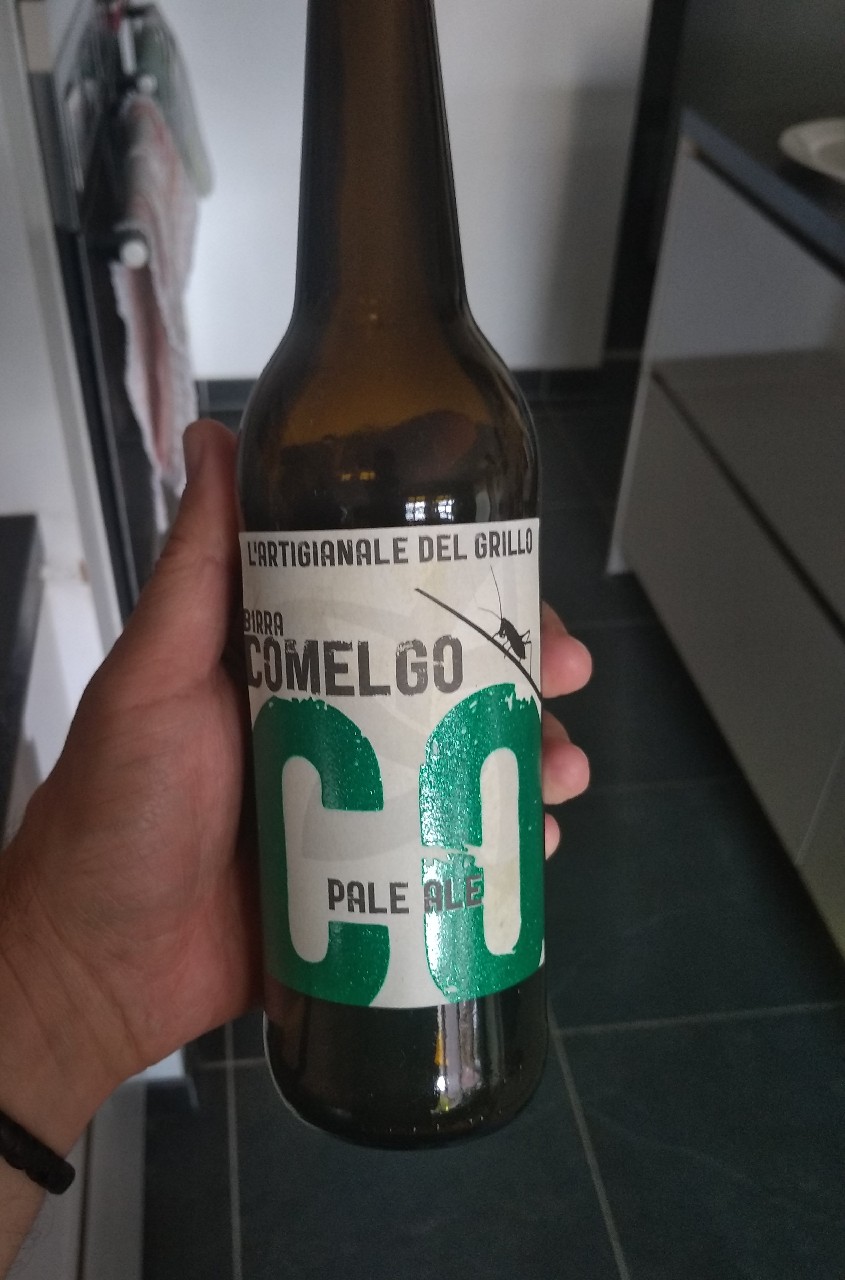 L'ARTIGIANALE DEL GRILLO
BIRRA
COMELGO
CO
PALE ALE